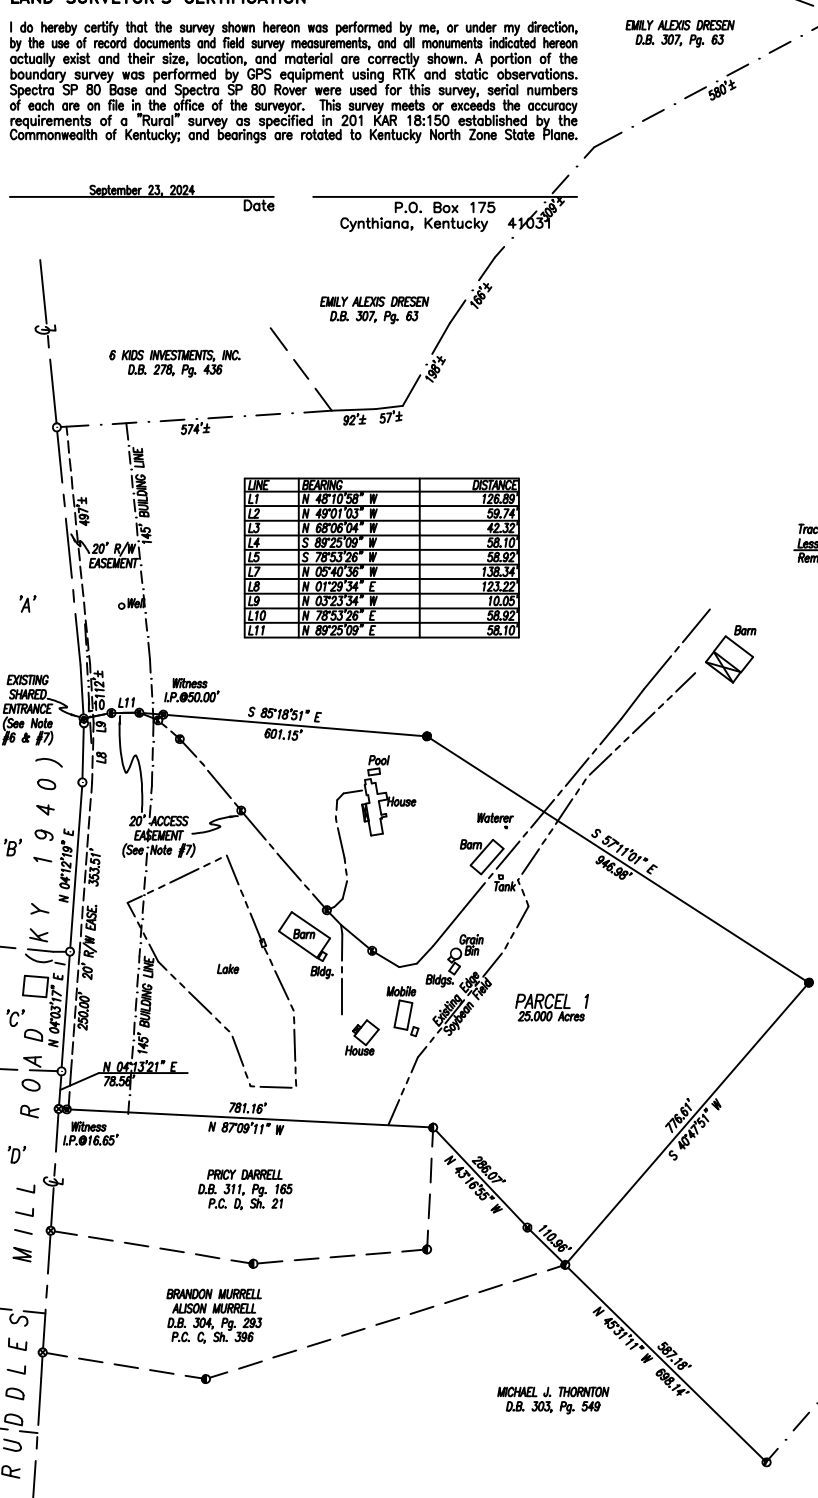 LAND SURVEYOR'S CERTIFICATION
I do hereby certify that the survey shown hereon was performed by me, or under my direction,
by the use of record documents and field survey measurements, and all monuments indicated hereon
actually exist and their size, location, and material are correctly shown. A portion of the
boundary survey was performed by GPS equipment using RTK and static observations.
Spectra SP 80 Base and Spectra SP 80 Rover were used for this survey, serial numbers
of each are on file in the office of the surveyor. This survey meets or exceeds the accuracy
requirements of a "Rural" survey as specified in 201 KAR 18:150 established by the
Commonwealth of Kentucky; and bearings are rotated to Kentucky North Zone State Plane.
EMILY ALEXIS DRESEN
D.B. 307, Pg. 63
580'±
September 23, 2024
Date
P.O. Box 175
Cynthiana, Kentucky 41031
309'±
166'±
198'±
EMILY ALEXIS DRESEN
D.B. 307, Pg. 63
6 KIDS INVESTMENTS, INC.
D.B. 278, Pg. 436
574'±
92'± 57'±
LINE BEARING DISTANCE
L1 N 48°10'58" W 126.89'
L2 N 49°01'03" W 59.74'
L3 N 68°06'04" W 42.32'
L4 S 89°25'09" W 58.10'
L5 S 78°53'26" W 58.92'
L7 N 05°40'36" W 138.34'
L8 N 01°29'34" E 123.22'
L9 N 03°23'34" W 10.05'
L10 N 78°53'26" E 58.92'
L11 N 89°25'09" E 58.10'
Trac
Less
Rem
497'±
145' BUILDING LINE
20' R/W
EASEMENT
'A'
Well
Barn
EXISTING
SHARED
ENTRANCE
(See Note
#6 & #7)
112'±
10
L11
L9
L8
Witness
I.P.@50.00'
S 85°18'51" E
601.15'
Pool
House
20' ACCESS
EASEMENT
(See Note #7)
Waterer
Barn
Tank
S 57°11'01" E
946.98'
'B'
N 04°12'19" E
353.51'
20' R/W EASE.
Barn
Bldg.
Lake
Grain
Bin
Bldgs.
Mobile
House
Existing Edge
Soybean Field
PARCEL 1
25.000 Acres
'C'
N 04°03'17" E
250.00'
145' BUILDING LINE
N 04°13'21" E
78.56'
776.61'
S 40°47'51" W
781.16'
N 87°09'11" W
Witness
I.P.@16.65'
'D'
PRICY DARRELL
D.B. 311, Pg. 165
P.C. D, Sh. 21
286.07'
N 43°16'55" W
110.96'
BRANDON MURRELL
ALISON MURRELL
D.B. 304, Pg. 293
P.C. C, Sh. 396
587.18'
N 45°31'11" W 698.14'
MICHAEL J. THORNTON
D.B. 303, Pg. 549
RUDDLES MILL ROAD (KY 1940)